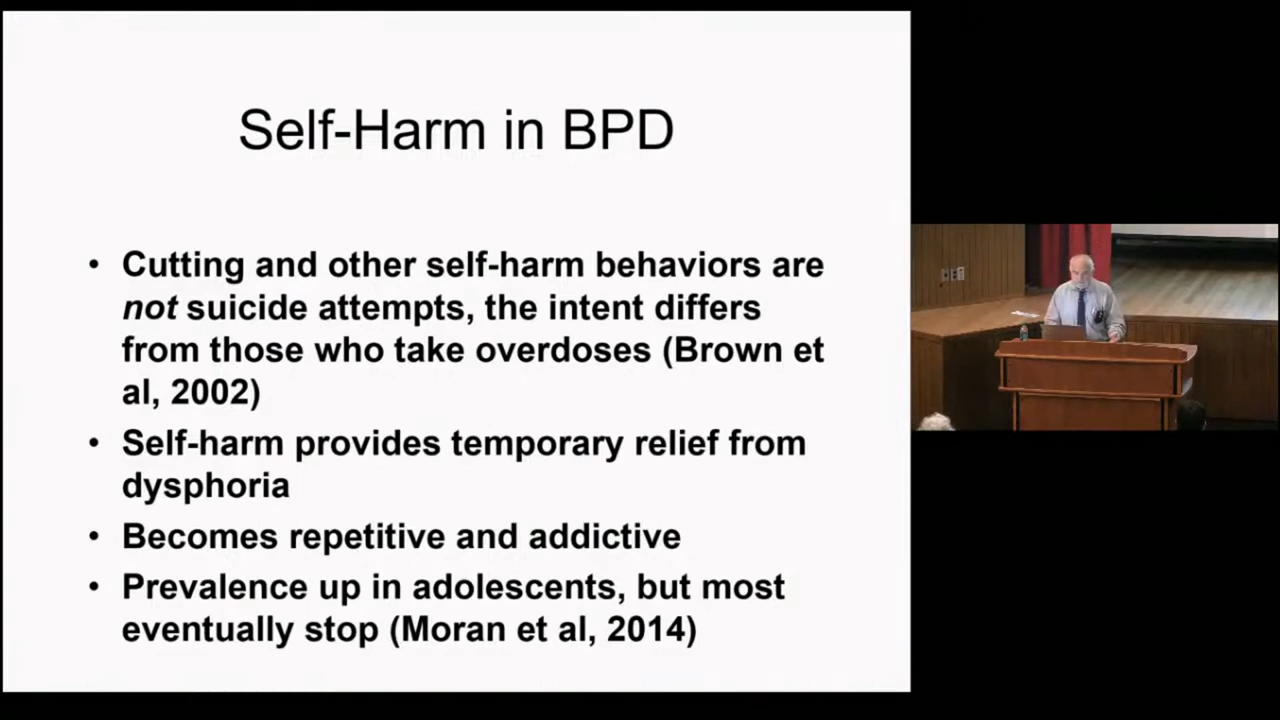 Self-Harm in BPD
• Cutting and other self-harm behaviors are
not suicide attempts, the intent differs
from those who take overdoses (Brown et
al, 2002)
• Self-harm provides temporary relief from
dysphoria
• Becomes repetitive and addictive
• Prevalence up in adolescents, but most
eventually stop (Moran et al, 2014)